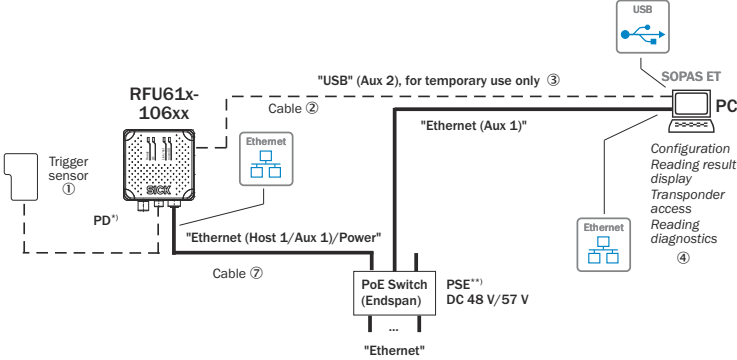 USB
SOPAS ET
"USB" (Aux 2), for temporary use only ③
RFU61x-
106xx
Cable ②
PC
"Ethernet (Aux 1)"
Ethernet
Configuration
Reading result
display
Transponder
access
Reading
diagnostics
④
Trigger
sensor
①
SICK
PD*)
Ethernet
"Ethernet (Host 1/Aux 1)/Power"
Cable ⑦
PoE Switch
(Endspan)
PSE**)
DC 48 V/57 V
...
"Ethernet"